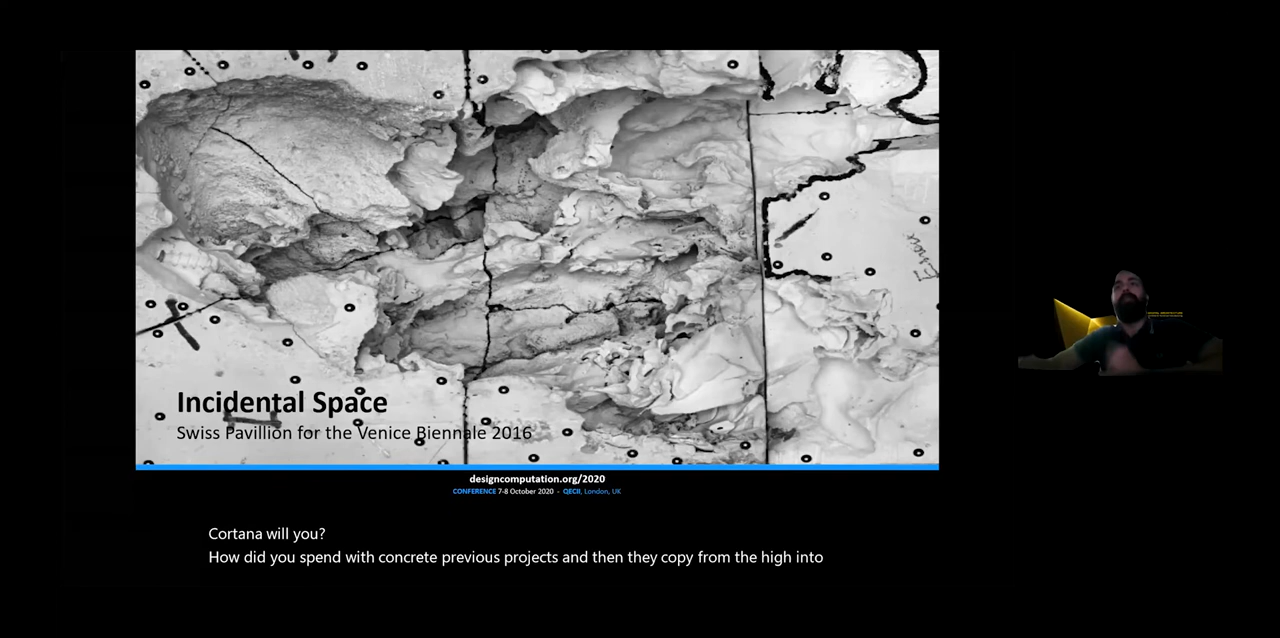 Incidental Space
Swiss Pavillion for the Venice Biennale 2016
designcomputation.org/2020
CONFERENCE 7-8 October 2020 - QECII, London, UK
Cortana will you?
How did you spend with concrete previous projects and then they copy from the high into